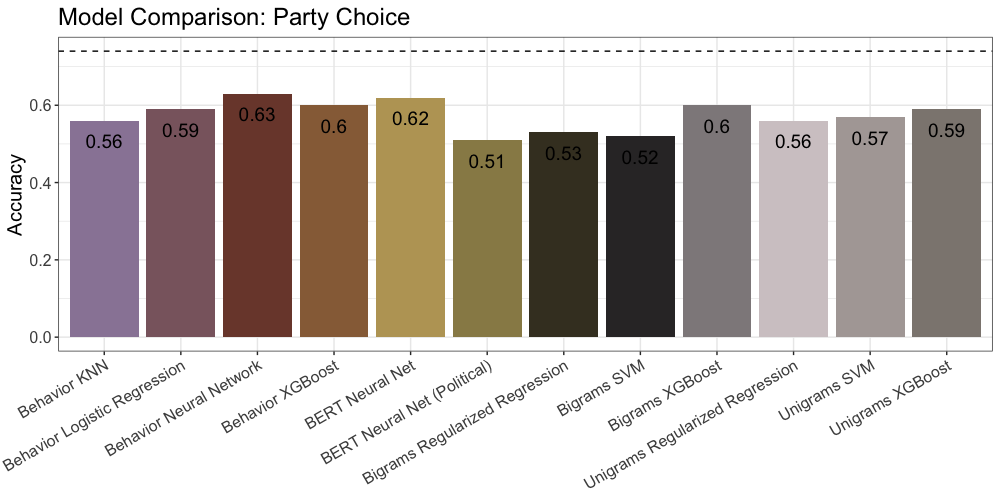 Model Comparison: Party Choice
Accuracy
0.6
0.4
0.2
0.0
0.56
0.59
0.63
0.6
0.62
0.51
0.53
0.52
0.6
0.56
0.57
0.59
Behavior KNN
Behavior Logistic Regression
Behavior Neural Network
Behavior XGBoost
BERT Neural Net
BERT Neural Net (Political)
Bigrams Regularized Regression
Bigrams SVM
Bigrams XGBoost
Unigrams Regularized Regression
Unigrams SVM
Unigrams XGBoost